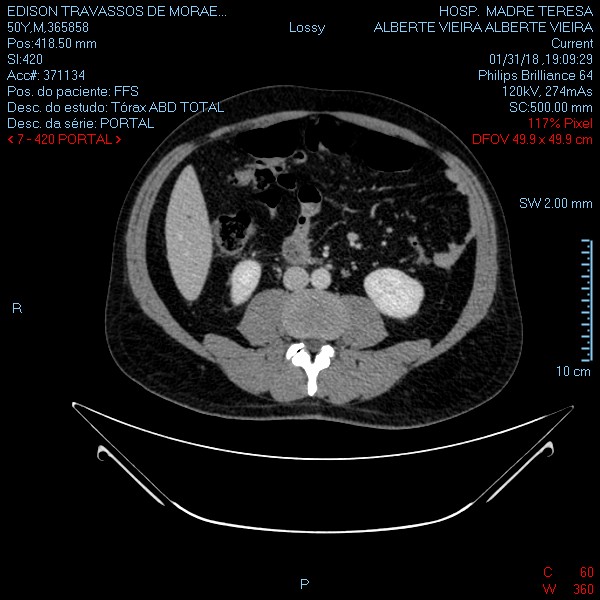 EDISON TRAVASSOS DE MORAE...
50Y,M,365858
Pos:418.50 mm
SI:420
Acc#: 371134
Pos. do paciente: FFS
Desc. do estudo: Tórax ABD TOTAL
Desc. da série: PORTAL
< 7 - 420 PORTAL >
Lossy
HOSP. MADRE TERESA
ALBERTE VIEIRA ALBERTE VIEIRA
Current
01/31/18 ,19:09:29
Philips Brilliance 64
120kV, 274mAs
SC:500.00 mm
117% Pixel
DFOV 49.9 x 49.9 cm
SW 2.00 mm
R
10 cm
P
C 60
W 360